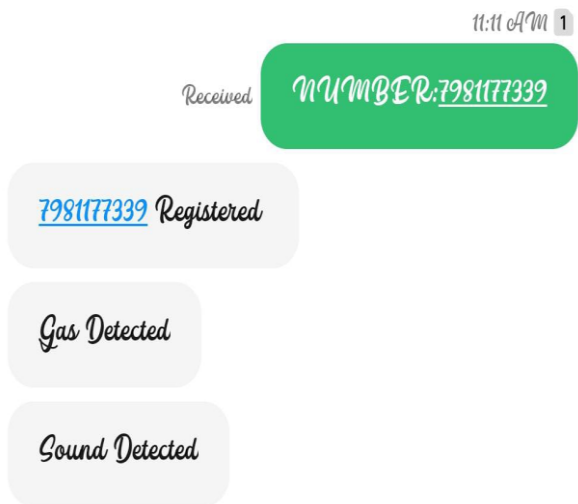 11:11 AM 1
Received NUMBER:7981177339
7981177339 Registered
Gas Detected
Sound Detected